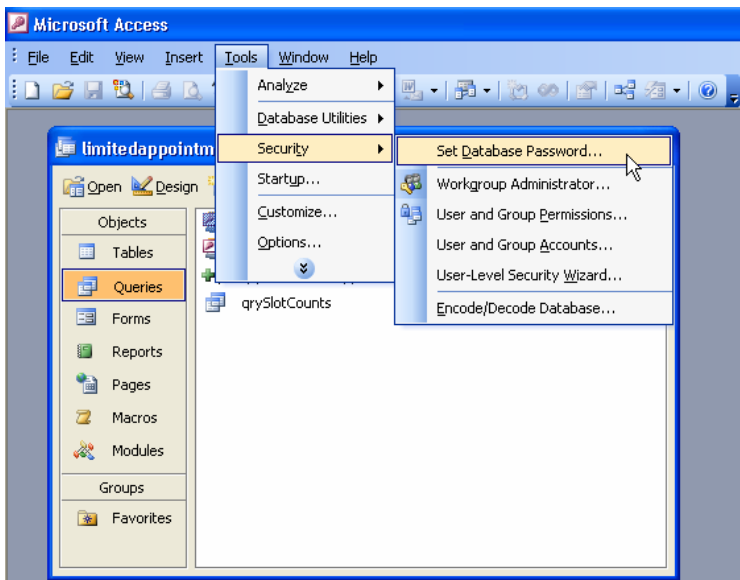 Microsoft Access
File Edit View Insert Tools Window Help
Analyze
Database Utilities
Security
Startup...
Customize...
Options...
Set Database Password...
Workgroup Administrator...
User and Group Permissions...
User and Group Accounts...
User-Level Security Wizard...
Encode/Decode Database...
limitedappointm
Open Design
Objects
Tables
Queries
Forms
Reports
Pages
Macros
Modules
Groups
Favorites
qrySlotCounts